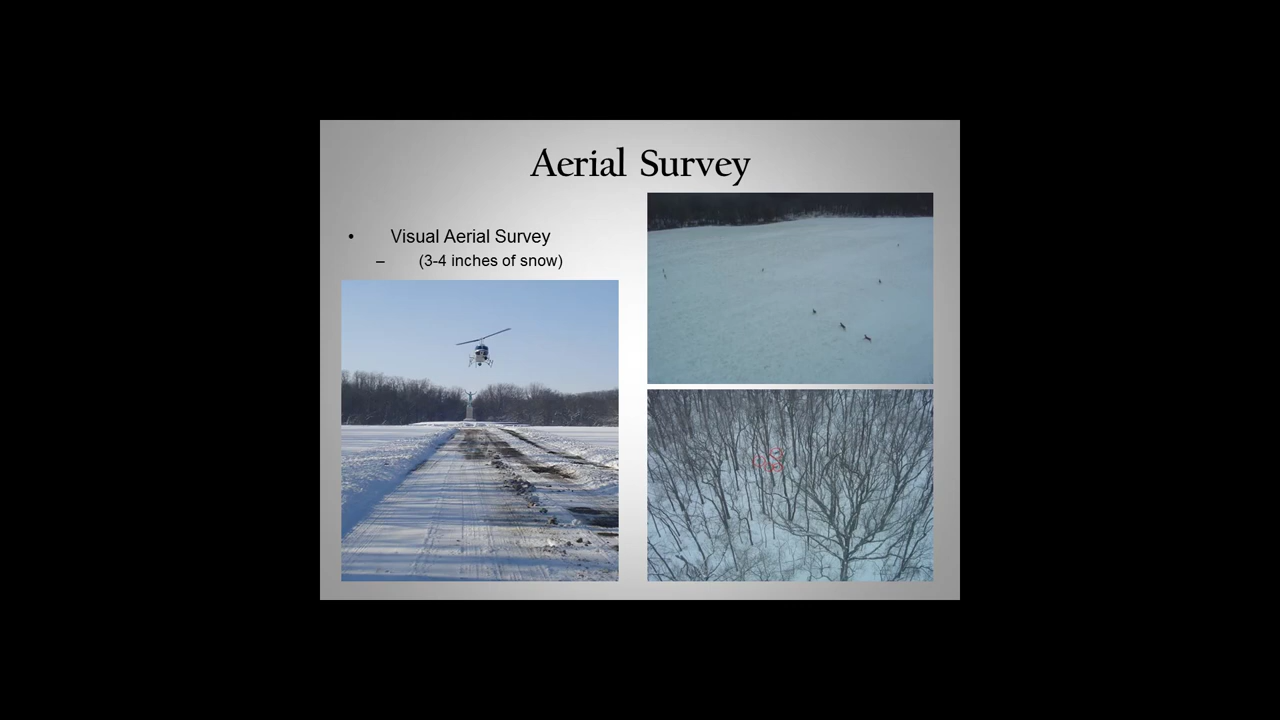 Aerial Survey
• Visual Aerial Survey
– (3-4 inches of snow)